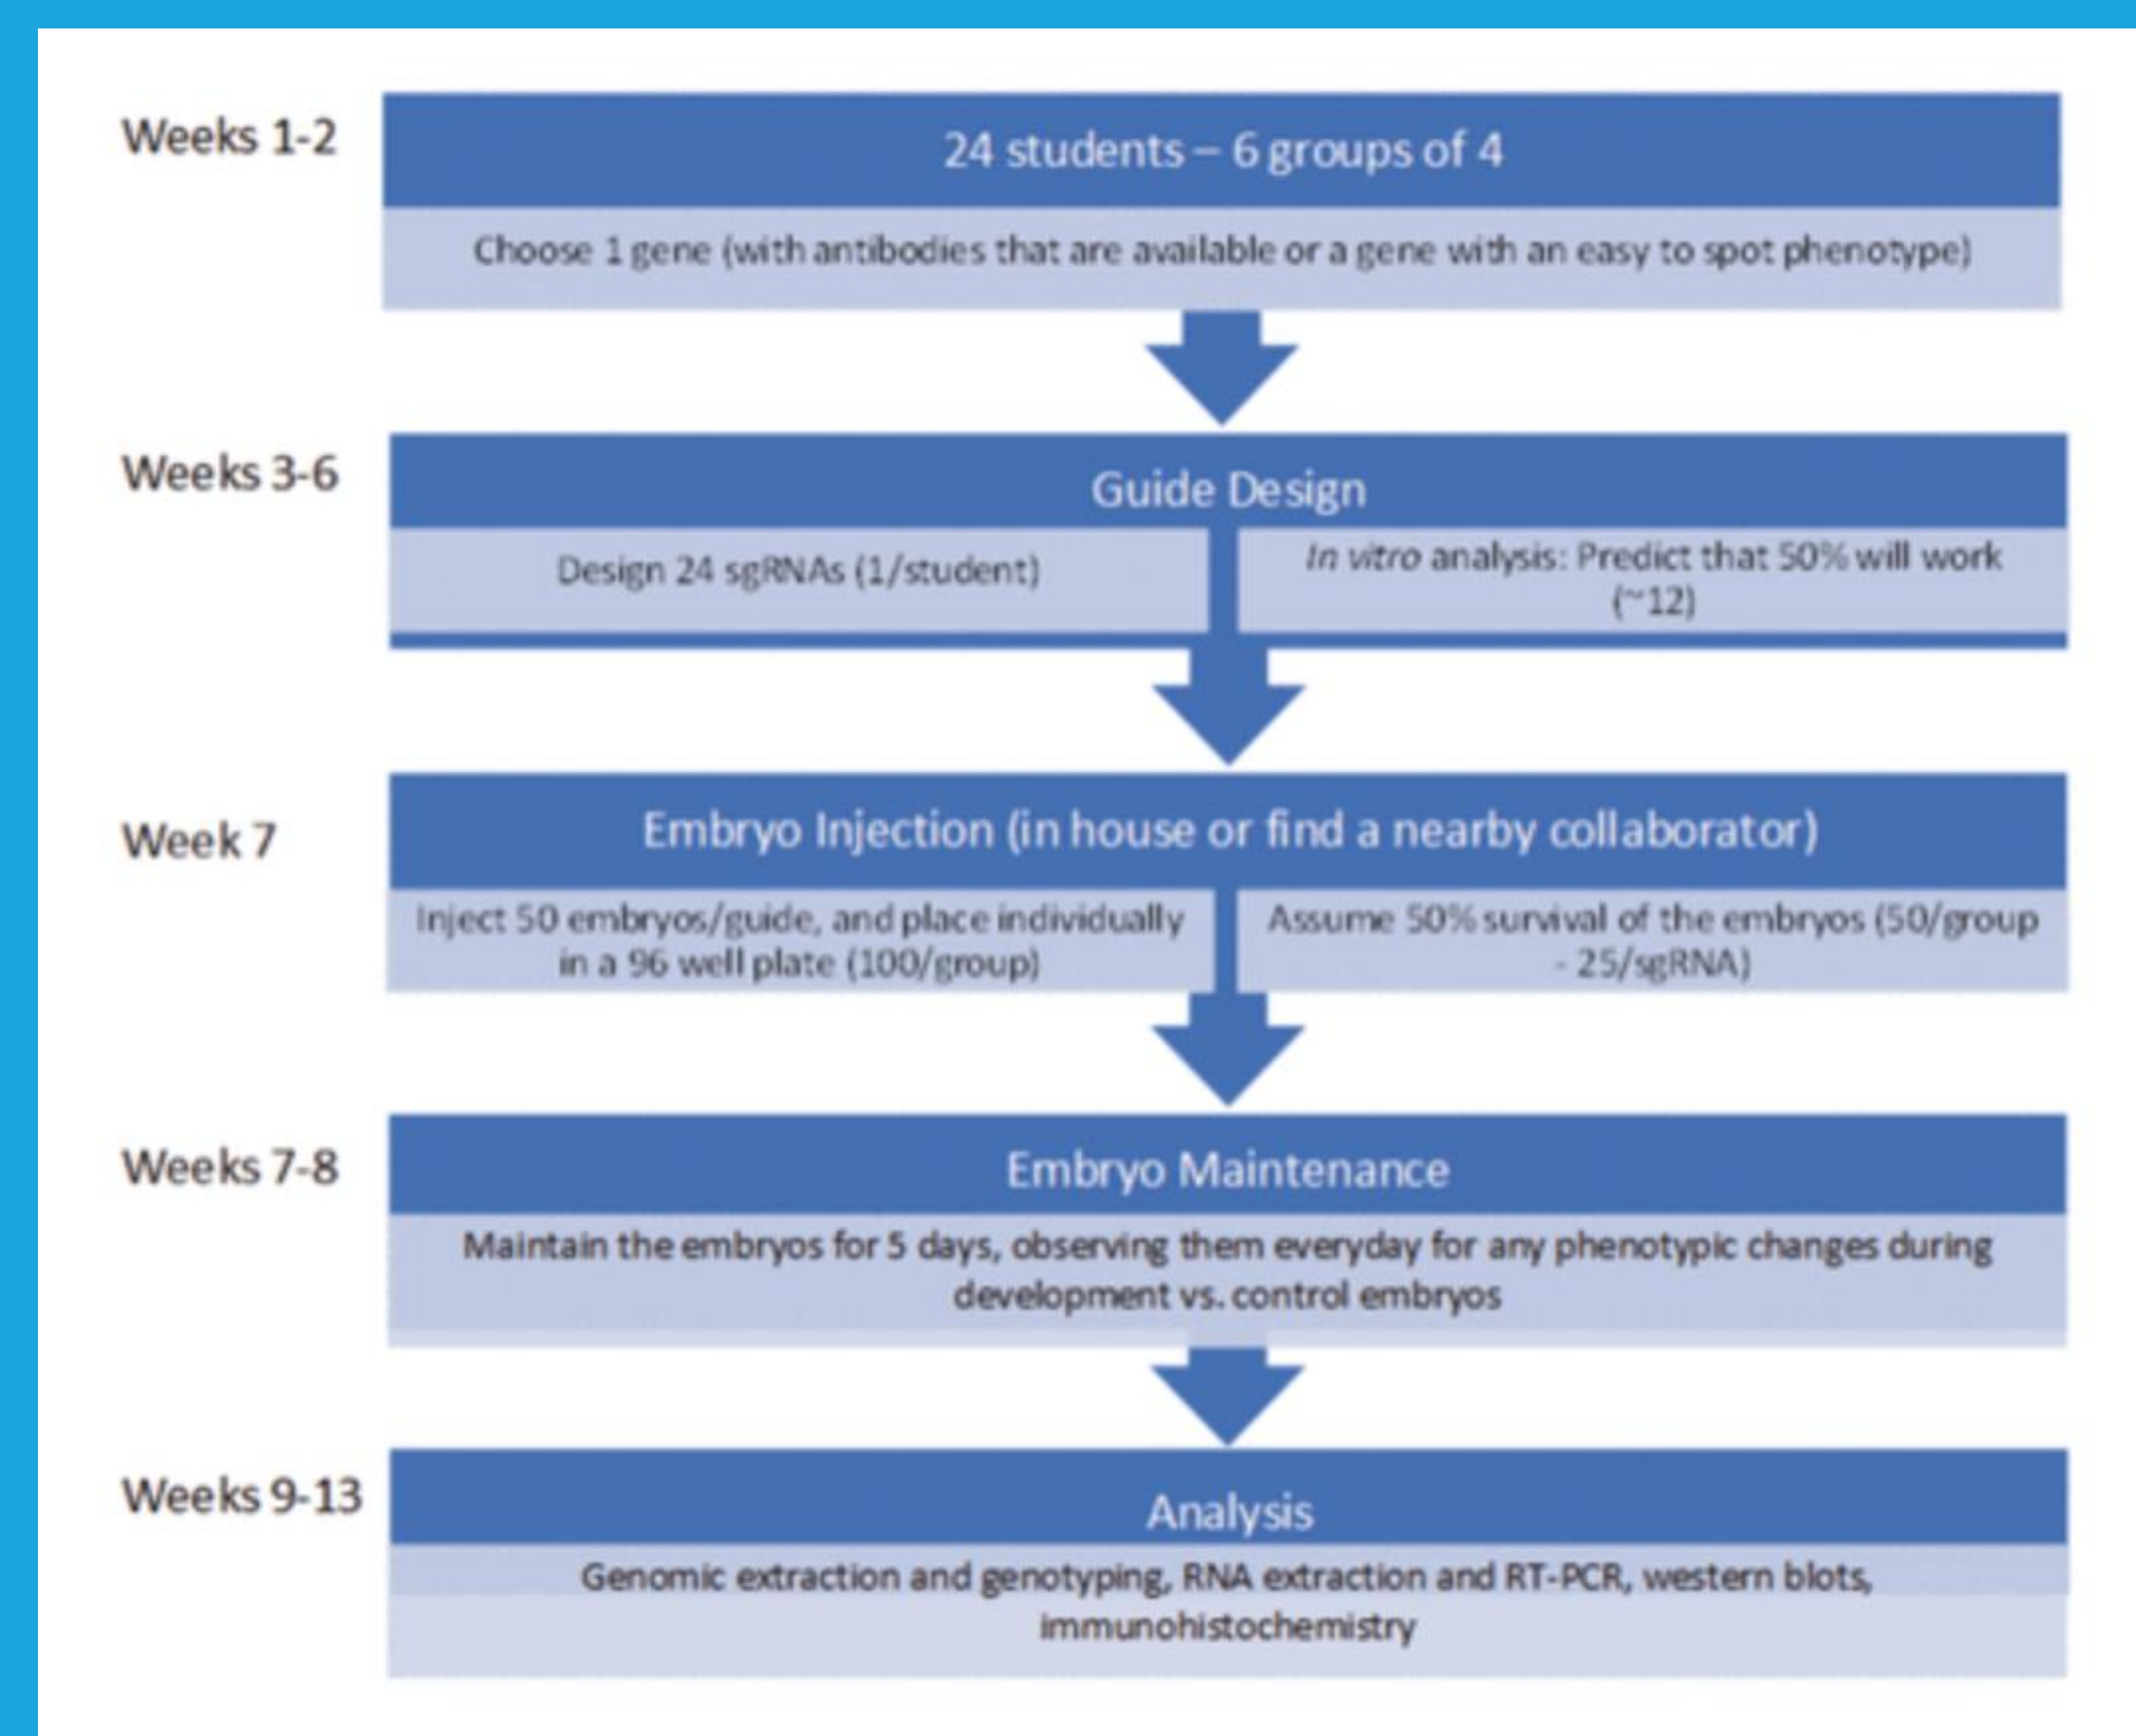 Weeks 1-2
24 students – 6 groups of 4
Choose 1 gene (with antibodies that are available or a gene with an easy to spot phenotype)
Weeks 3-6
Guide Design
Design 24 sgRNAs (1/student)
In vitro analysis: Predict that 50% will work
(~12)
Week 7
Embryo Injection (in house or find a nearby collaborator)
Inject 50 embryos/guide, and place individually
in a 96 well plate (100/group)
Assume 50% survival of the embryos (50/group
- 25/sgRNA)
Weeks 7-8
Embryo Maintenance
Maintain the embryos for 5 days, observing them everyday for any phenotypic changes during
development vs. control embryos
Weeks 9-13
Analysis
Genomic extraction and genotyping, RNA extraction and RT-PCR, western blots,
immunohistochemistry